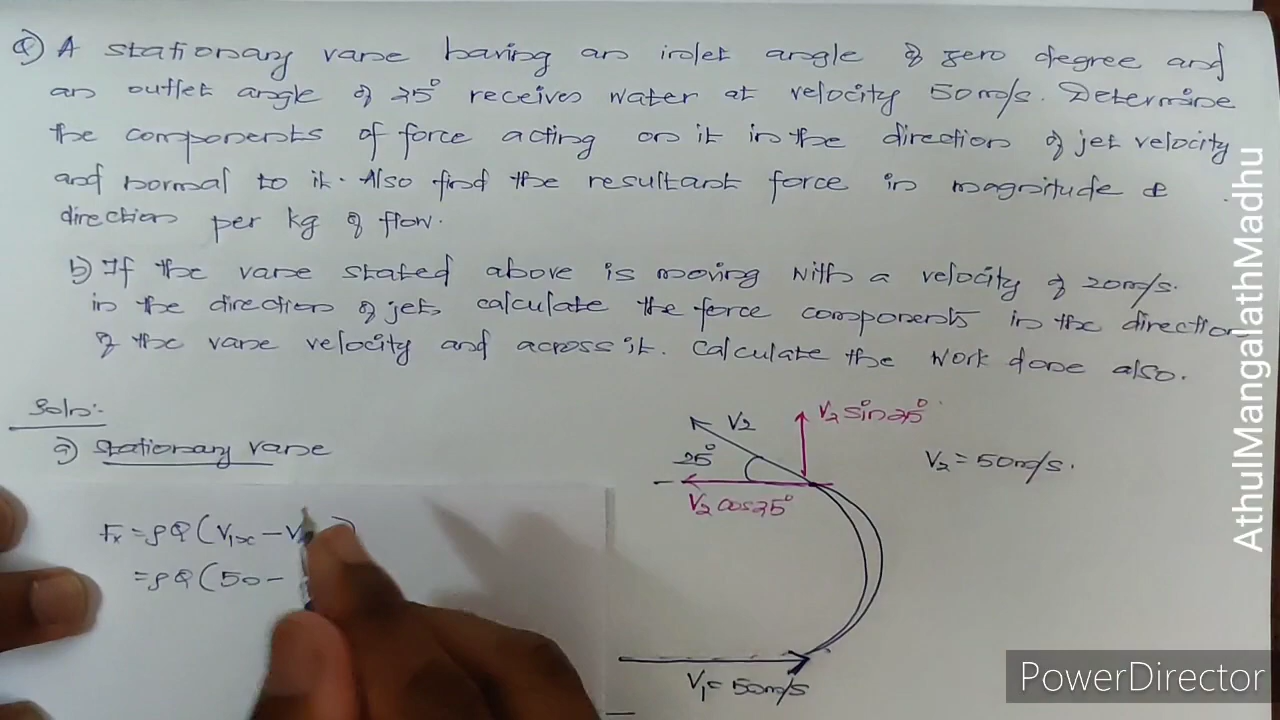 Q) A stationary vane having an inlet angle of zero degree and
an outlet angle of 25° receives water at velocity 50m/s. Determine
the components of force acting on it in the direction of jet velocity
and normal to it. Also find the resultant force in magnitude &
direction per kg of flow.
b) If the vane stated above is moving with a velocity of 20m/s.
in the direction of jet, calculate the force components in the direction
of the vane velocity and across it. Calculate the work done also.
Soln:-
a) Stationary vane
Fx = ρQ(V1x - V
= ρQ(50 -
V2 sin25°
V2
25°
V2 cos25°
V2 = 50m/s.
V1 = 50m/s
AthulMangalathMadhu
PowerDirector